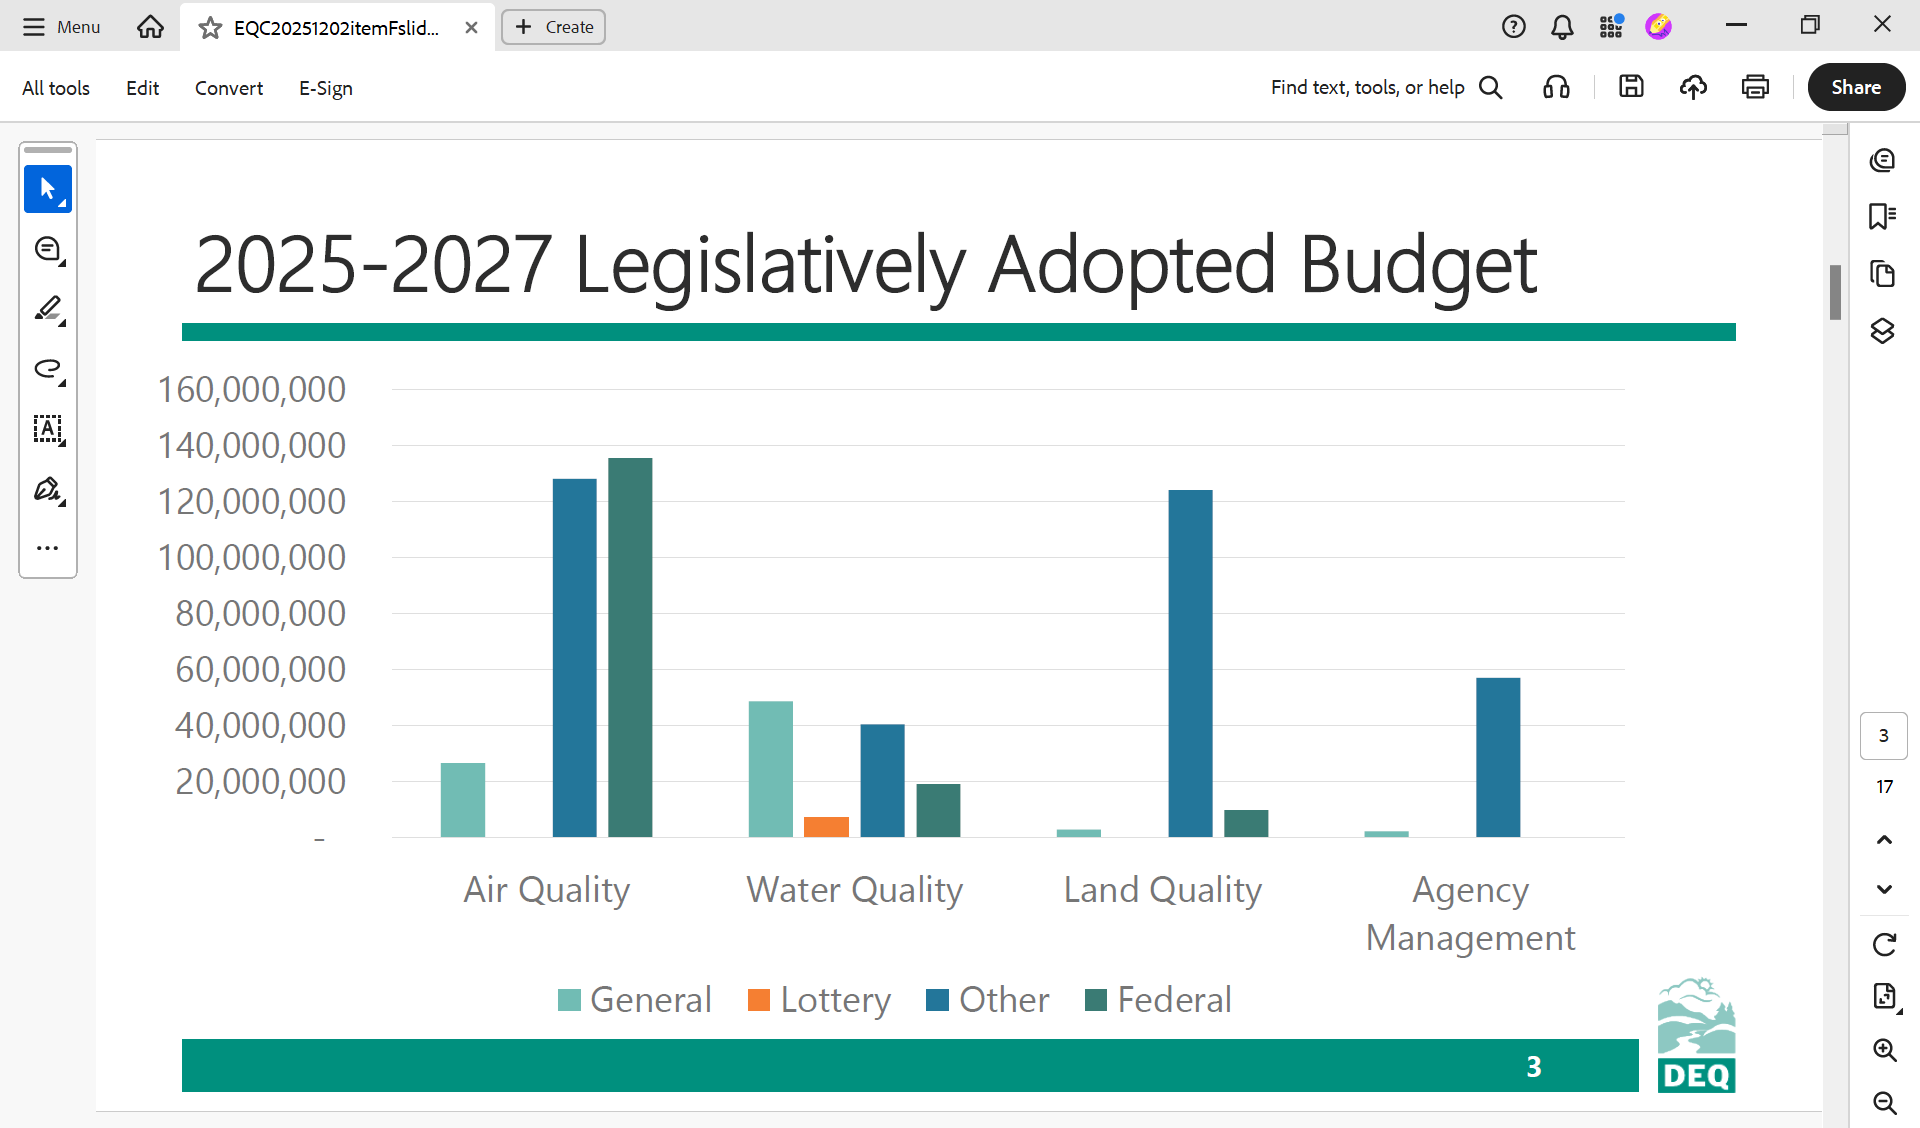 Menu
EQC20251202itemFslid...
Create
All tools
Edit
Convert
E-Sign
Find text, tools, or help
Share
2025-2027 Legislatively Adopted Budget
160,000,000
140,000,000
120,000,000
100,000,000
80,000,000
60,000,000
40,000,000
20,000,000
-
Air Quality
Water Quality
Land Quality
Agency
Management
General
Lottery
Other
Federal
3
DEQ
3
17